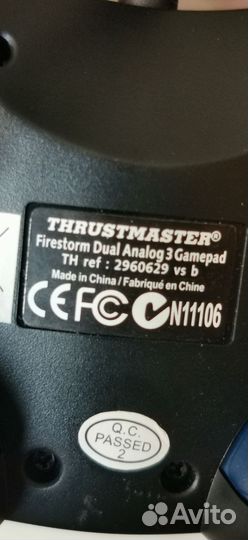 THRUSTMASTER®
Firestorm Dual Analog 3 Gamepad
TH ref : 2960629 vs b
Made in China / Fabriqué en Chine
CE FC N11106
Q.C.
PASSED
2
Avito